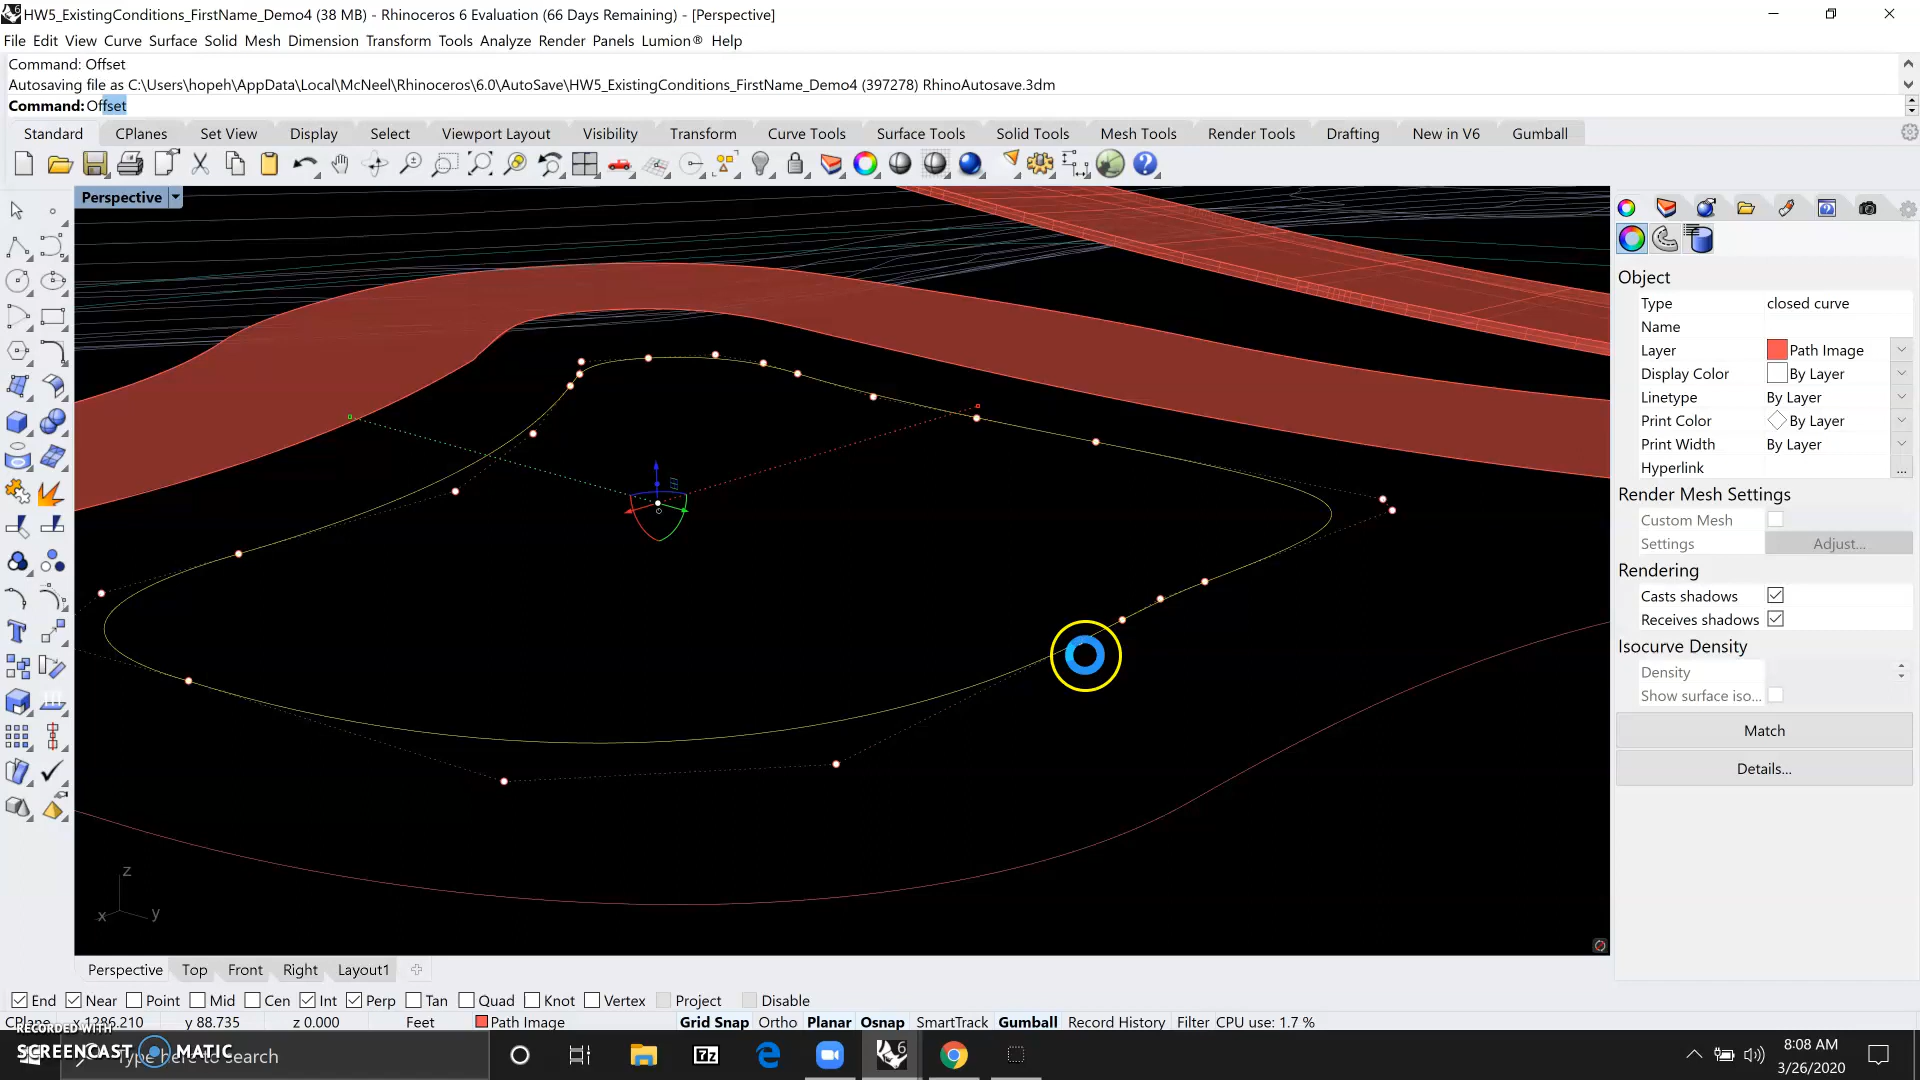 HW5_ExistingConditions_FirstName_Demo4 (38 MB) - Rhinoceros 6 Evaluation (66 Days Remaining) - [Perspective]
File Edit View Curve Surface Solid Mesh Dimension Transform Tools Analyze Render Panels Lumion® Help
Command: Offset
Autosaving file as C:\Users\hopeh\AppData\Local\McNeel\Rhinoceros\6.0\AutoSave\HW5_ExistingConditions_FirstName_Demo4 (397278) RhinoAutosave.3dm
Command: Offset
Standard CPlanes Set View Display Select Viewport Layout Visibility Transform Curve Tools Surface Tools Solid Tools Mesh Tools Render Tools Drafting New in V6 Gumball
Perspective
Object
Type closed curve
Name
Layer Path Image
Display Color By Layer
Linetype By Layer
Print Color By Layer
Print Width By Layer
Hyperlink ...
Render Mesh Settings
Custom Mesh
Settings Adjust...
Rendering
Casts shadows
Receives shadows
Isocurve Density
Density
Show surface iso...
Match
Details...
z
x y
Perspective Top Front Right Layout1
End Near Point Mid Cen Int Perp Tan Quad Knot Vertex Project Disable
CPlane x 1286.210 y 88.735 z 0.000 Feet Path Image Grid Snap Ortho Planar Osnap SmartTrack Gumball Record History Filter CPU use: 1.7 %
RECORDED WITH
SCREENCAST MATIC
Type here to search
7z
6
8:08 AM
3/26/2020